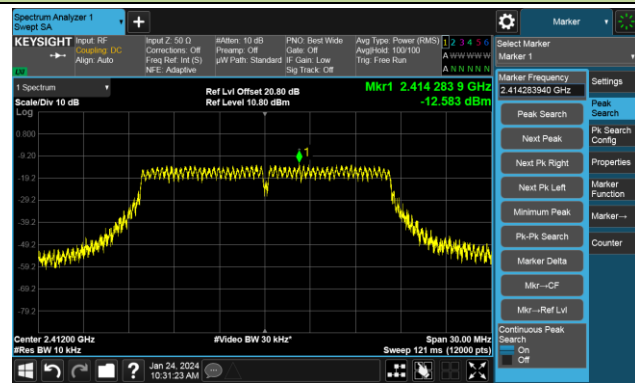 Spectrum Analyzer 1
Swept SA
Marker
KEYSIGHT
Input: RF
Coupling: DC
Align: Auto
Input Z: 50 Ω
Corrections: Off
Freq Ref: Int (S)
NFE: Adaptive
#Atten: 10 dB
Preamp: Off
µW Path: Standard
PNO: Best Wide
Gate: Off
IF Gain: Low
Sig Track: Off
Avg Type: Power (RMS)
Avg|Hold: 100/100
Trig: Free Run
1 2 3 4 5 6
A W W W W W
A N N N N N
LV
Select Marker
Marker 1
1 Spectrum
Scale/Div 10 dB
Log
Ref Lvl Offset 20.80 dB
Ref Level 10.80 dBm
Mkr1 2.414 283 9 GHz
-12.583 dBm
1
0.800
-9.20
-19.2
-29.2
-39.2
-49.2
-59.2
-69.2
-79.2
Center 2.41200 GHz
#Res BW 10 kHz
#Video BW 30 kHz*
Span 30.00 MHz
Sweep 121 ms (12000 pts)
Marker Frequency
2.414283940 GHz
Peak Search
Next Peak
Next Pk Right
Next Pk Left
Minimum Peak
Pk-Pk Search
Marker Delta
Mkr→CF
Mkr→Ref Lvl
Continuous Peak
Search
On
Off
Settings
Peak
Search
Pk Search
Config
Properties
Marker
Function
Marker→
Counter
?
Jan 24, 2024
10:31:23 AM